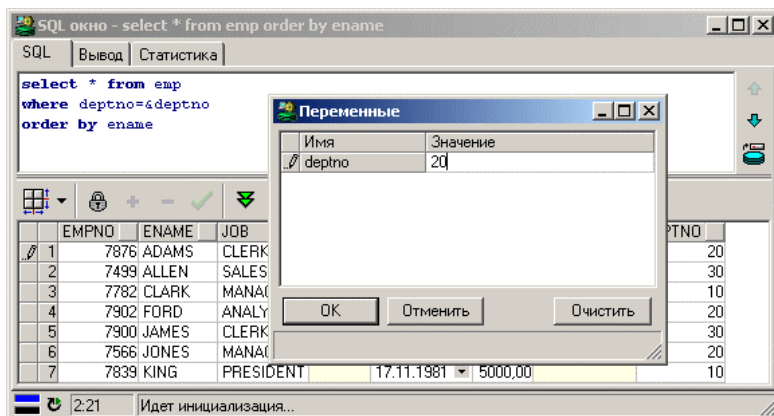 SQL окно - select * from emp order by ename
SQL Вывод Статистика
select * from emp
where deptno=&deptno
order by ename
Переменные
Имя Значение
deptno 20
OK Отменить Очистить
EMPNO ENAME JOB PTNO
1 7876 ADAMS CLERK 20
2 7499 ALLEN SALES 30
3 7782 CLARK MANAG 10
4 7902 FORD ANALY 20
5 7900 JAMES CLERK 30
6 7566 JONES MANAG 20
7 7839 KING PRESIDENT 17.11.1981 5000,00 10
2:21 Идет инициализация...